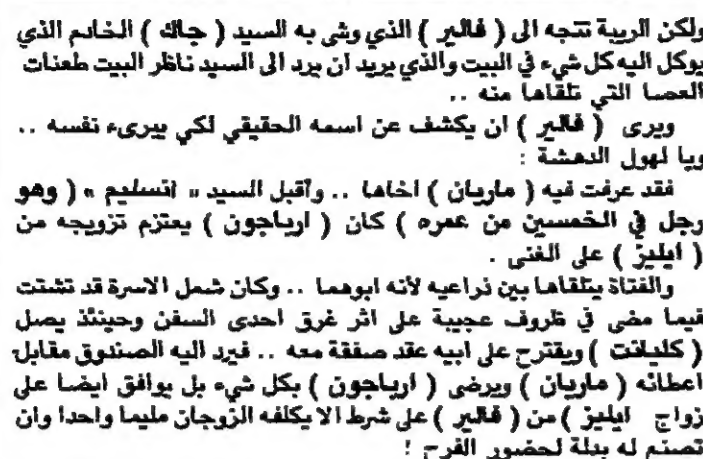 ولكن الريبة تتجه الى ( فالير ) الذي وشى به السيد ( جاك ) الخادم الذي
يوكل اليه كل شيء في البيت والذي يريد ان يرد الى السيد ناظر البيت طعنات
العصا التي تلقاها منه ..
ويرى ( فالير ) ان يكشف عن اسمه الحقيقي لكي يبرىء نفسه ..
ويا لهول الدهشة :
فقد عرفت فيه ( ماريان ) اخاها .. وأقبل السيد « انسليم » ( وهو
رجل في الخمسين من عمره ) كان ( ارباجون ) يعتزم تزويجه من
( ايليز ) على الغنى .
والفتاة يتلقاها بين ذراعيه لأنه ابوهما .. وكان شمل الاسرة قد تشتت
فيما مضى في ظروف عجيبة على اثر غرق احدى السفن وحينئذ يصل
( كليانت ) ويقترح على ابيه عقد صفقة معه .. فيرد اليه الصندوق مقابل
اعطائه ( ماريان ) ويرضى ( ارباجون ) بكل شيء بل يوافق ايضا على
زواج ايليز ) من ( فالير ) على شرط الا يكلفه الزوجان مليما واحدا وان
تصنع له بدلة لحضور الفرح !